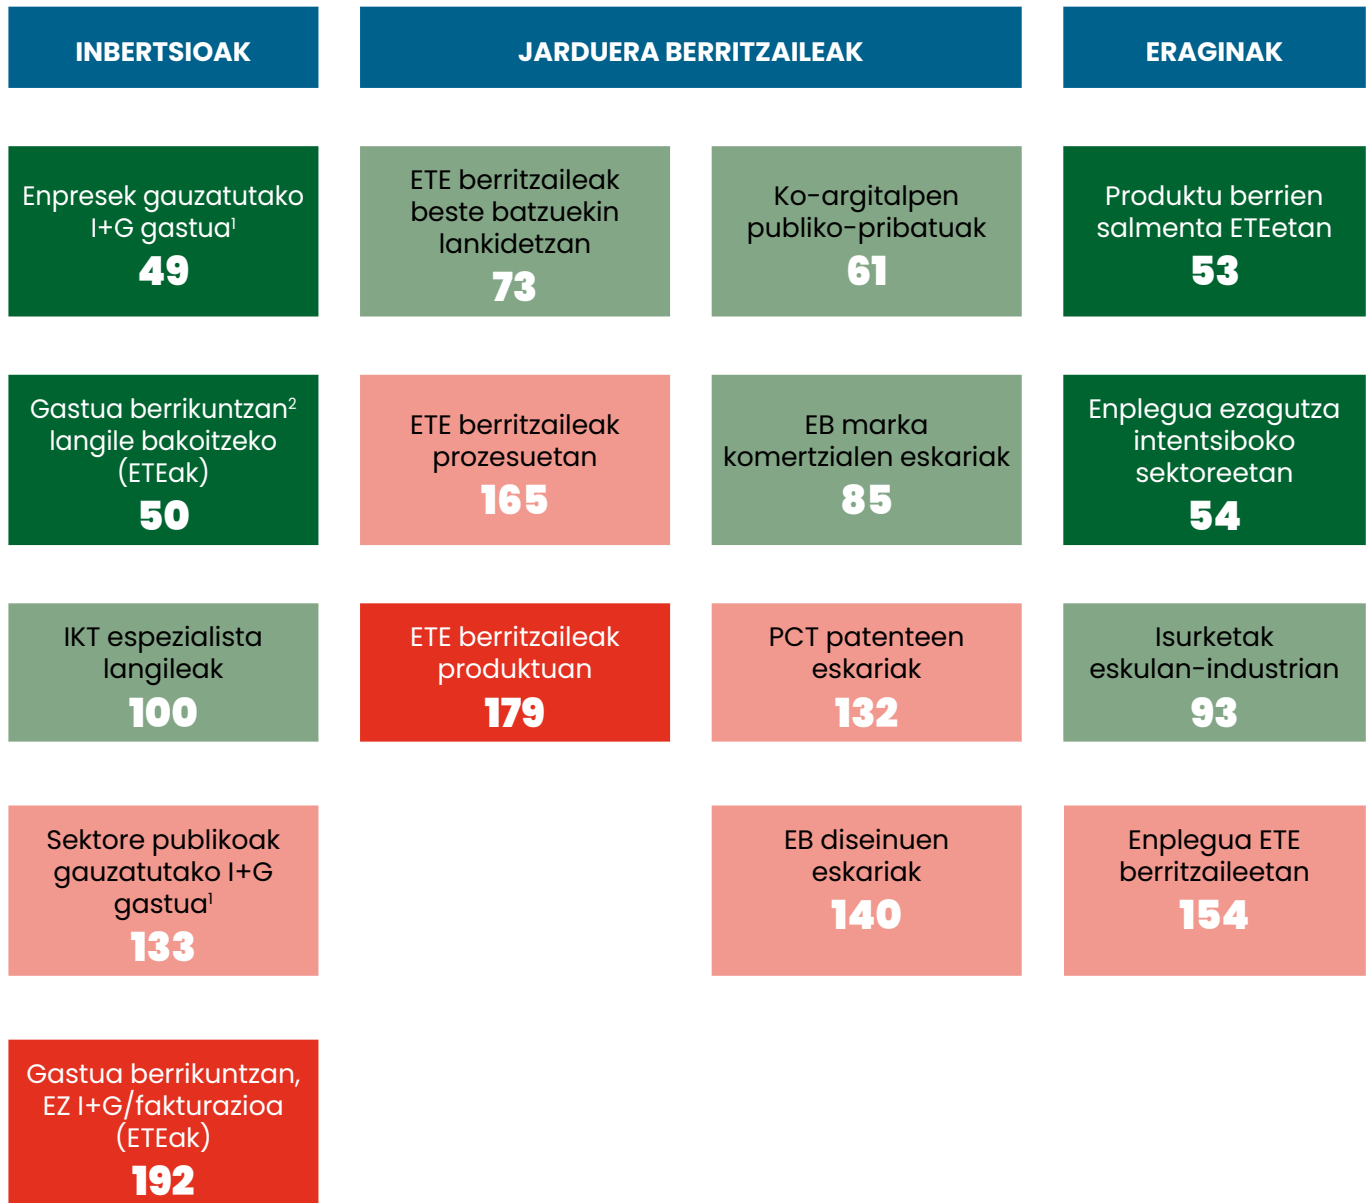 INBERTSIOAK
Enpresek gauzatutako
I+G gastua¹
49
Gastua berrikuntzan²
langile bakoitzeko
(ETEak)
50
IKT espezialista
langileak
100
Sektore publikoak
gauzatutako I+G
gastua¹
133
Gastua berrikuntzan,
EZ I+G/fakturazioa
(ETEak)
192
JARDUERA BERRITZAILEAK
ETE berritzaileak
beste batzuekin
lankidetzan
73
ETE berritzaileak
prozesuetan
165
ETE berritzaileak
produktuan
179
Ko-argitalpen
publiko-pribatuak
61
EB marka
komertzialen eskariak
85
PCT patenteen
eskariak
132
EB diseinuen
eskariak
140
ERAGINAK
Produktu berrien
salmenta ETEetan
53
Enplegua ezagutza
intentsiboko
sektoreetan
54
Isurketak
eskulan-industrian
93
Enplegua ETE
berritzaileetan
154